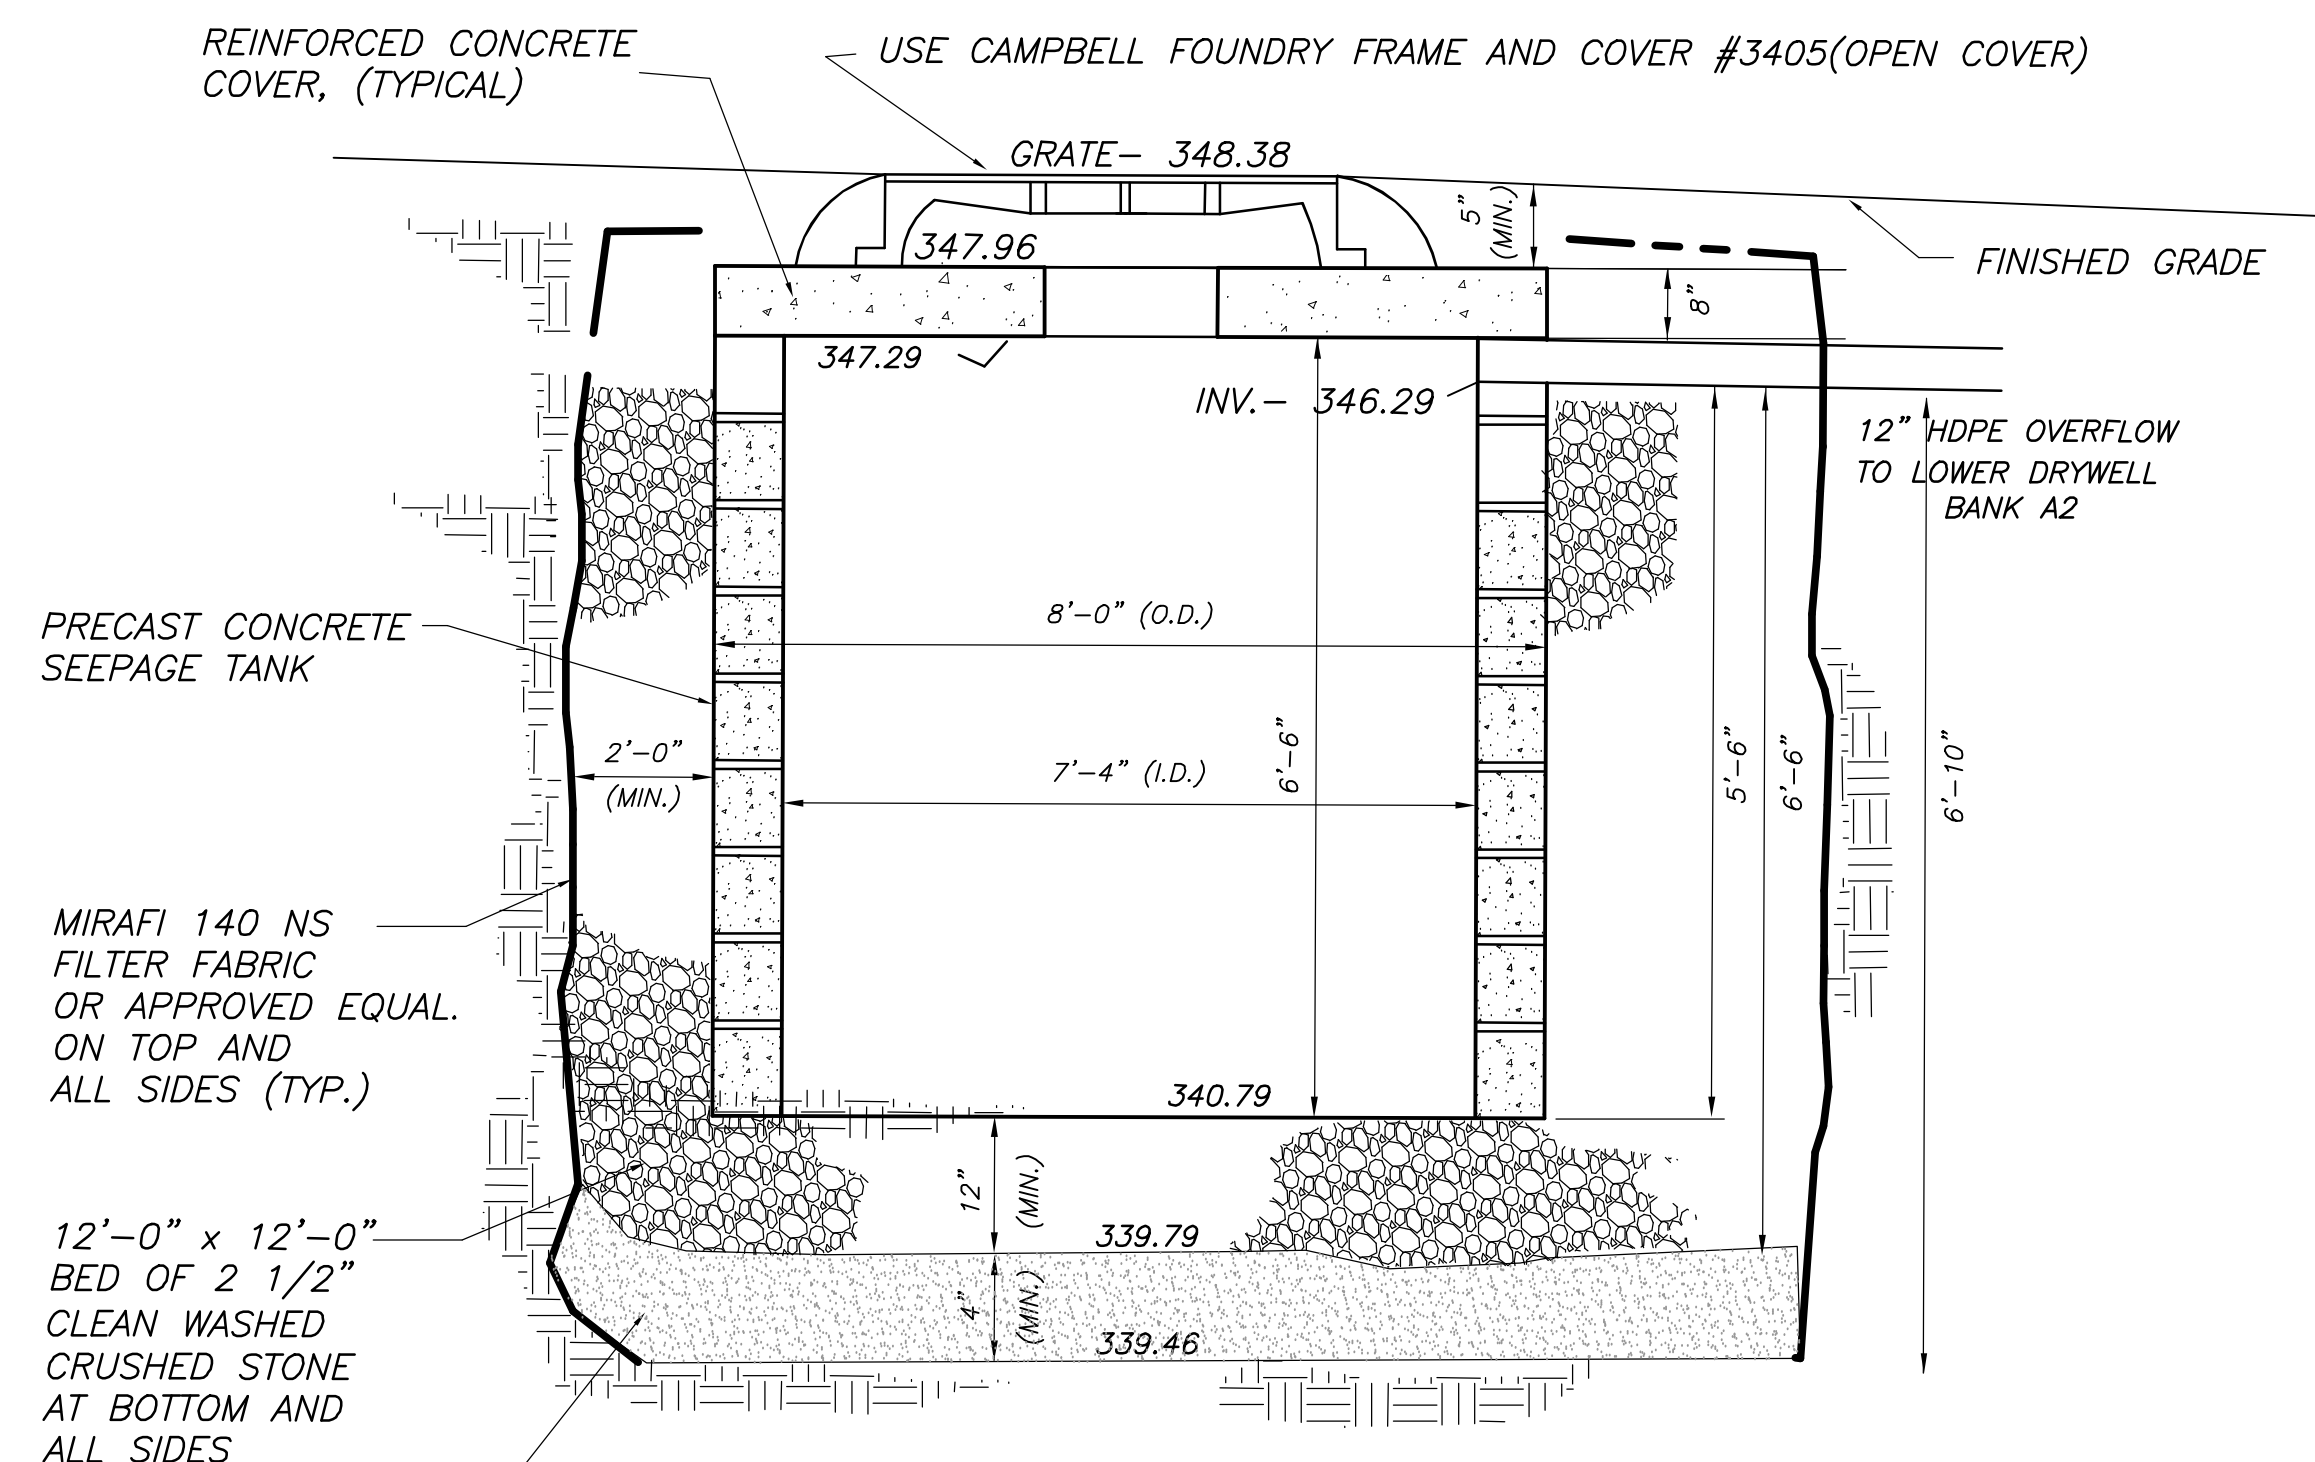 REINFORCED CONCRETE
COVER, (TYPICAL)
USE CAMPBELL FOUNDRY FRAME AND COVER #3405(OPEN COVER)
GRATE- 348.38
5"
(MIN.)
347.96
FINISHED GRADE
8"
347.29
INV.- 346.29
12" HDPE OVERFLOW
TO LOWER DRYWELL
BANK A2
PRECAST CONCRETE
SEEPAGE TANK
8'-0" (O.D.)
2'-0"
(MIN.)
7'-4" (I.D.)
6'-6"
5'-6"
6'-6"
6'-10"
MIRAFI 140 NS
FILTER FABRIC
OR APPROVED EQUAL.
ON TOP AND
ALL SIDES (TYP.)
340.79
12"
(MIN.)
339.79
4"
(MIN.)
339.46
12'-0" x 12'-0"
BED OF 2 1/2"
CLEAN WASHED
CRUSHED STONE
AT BOTTOM AND
ALL SIDES